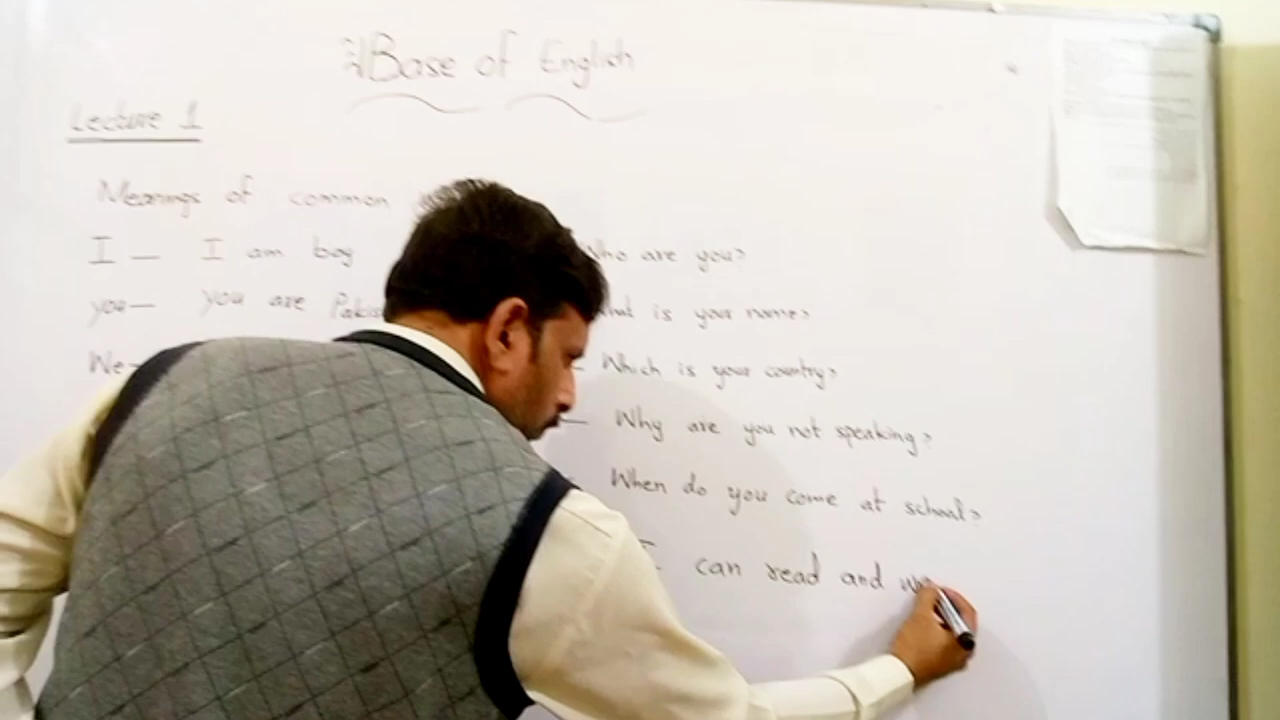 Base of English
Lecture 1
Meanings of common
I — I am boy
Who are you?
you — you are
is your name?
We
— Which is your country?
— Why are you not speaking?
When do you come at school?
I can read and